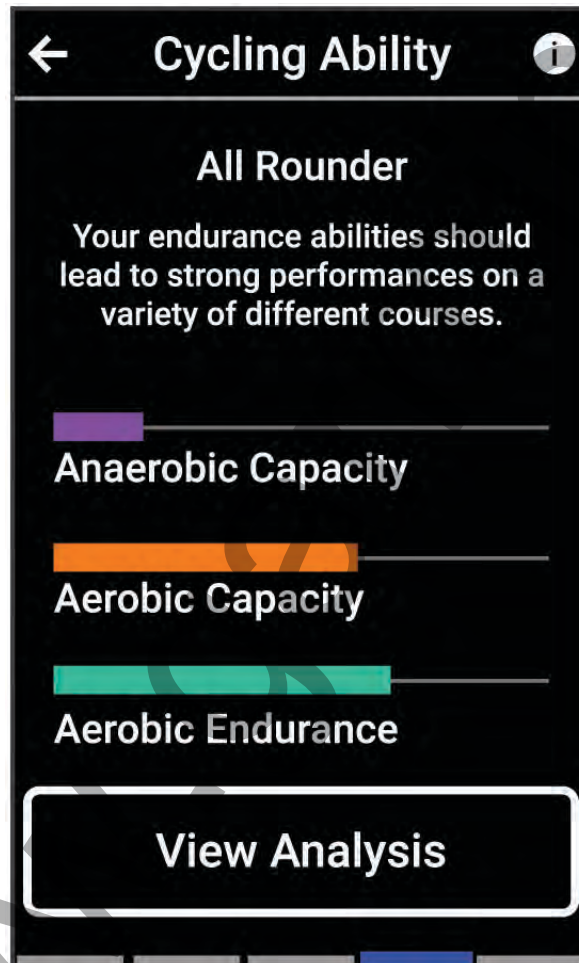 Cycling Ability i
All Rounder
Your endurance abilities should
lead to strong performances on a
variety of different courses.
Anaerobic Capacity
Aerobic Capacity
Aerobic Endurance
View Analysis